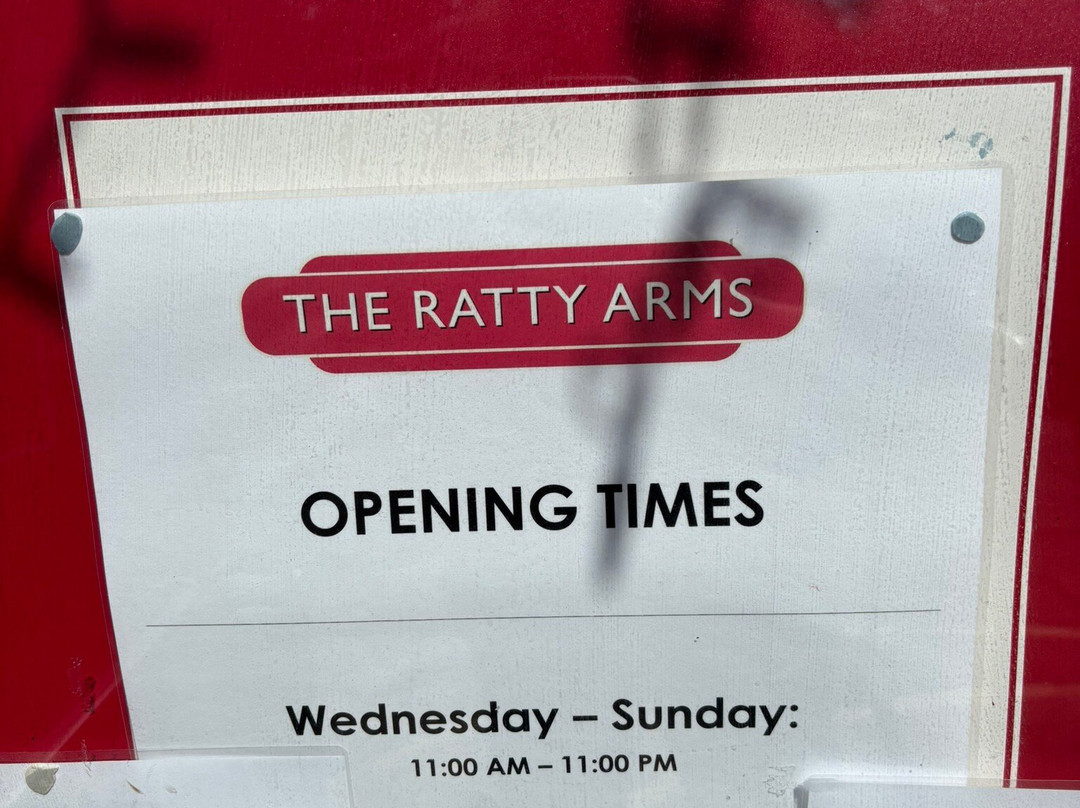 THE RATTY ARMS
OPENING TIMES
Wednesday – Sunday:
11:00 AM – 11:00 PM